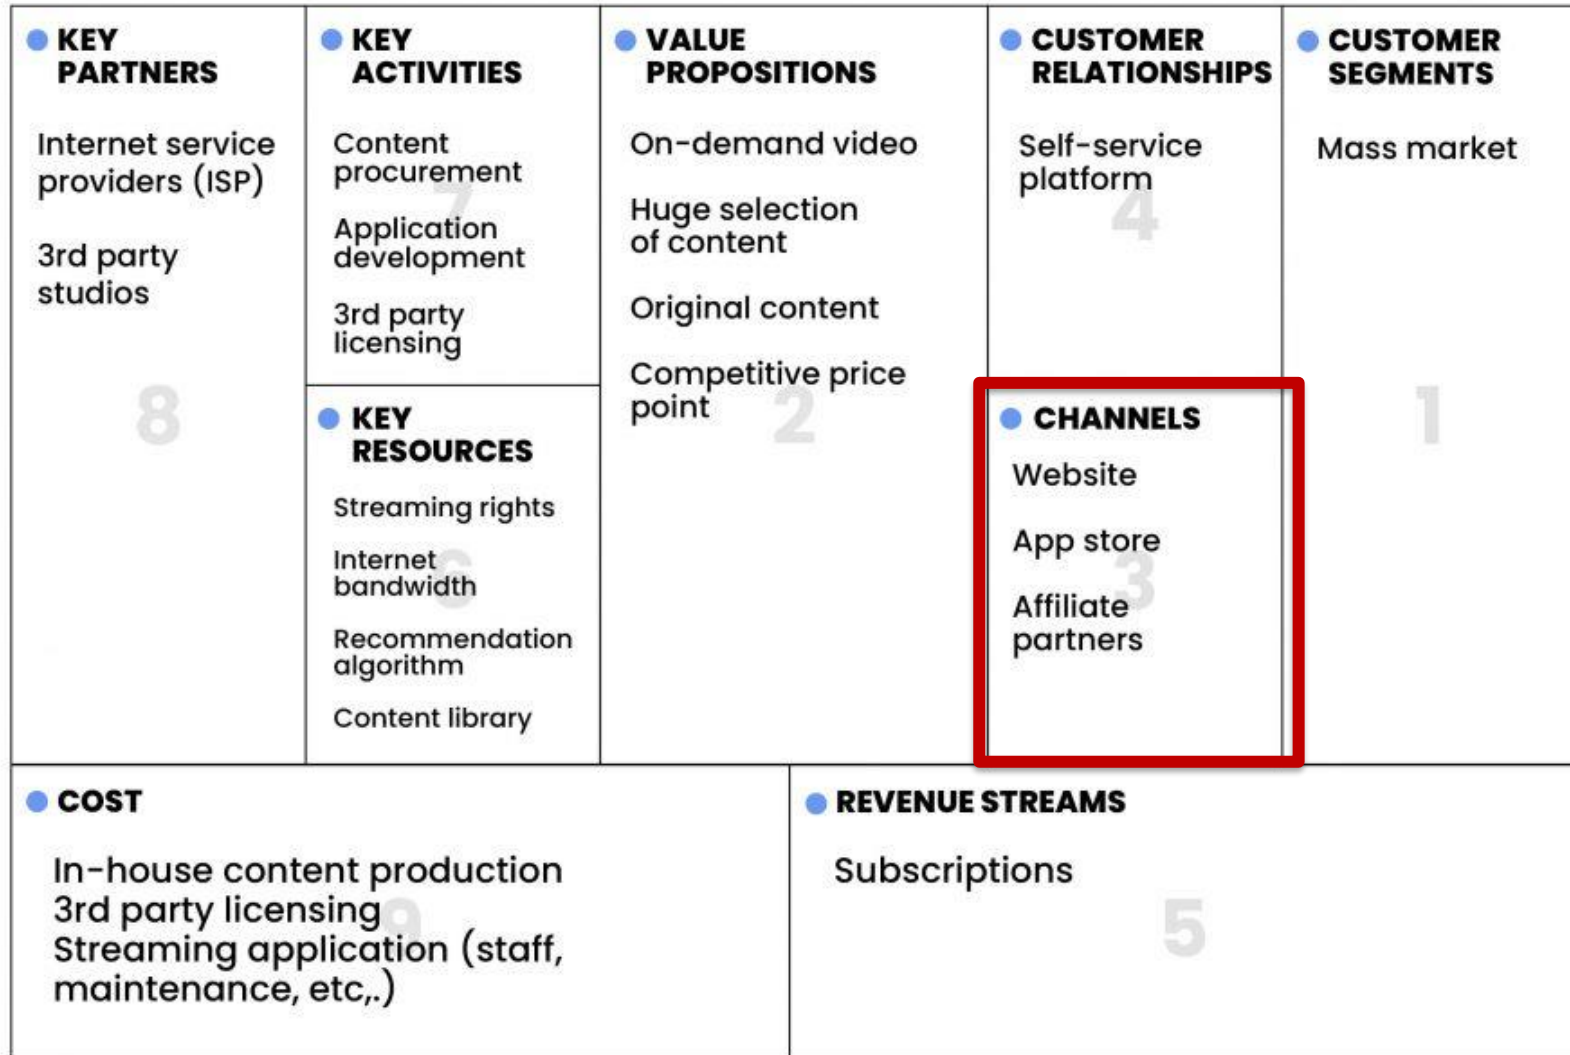 KEY
PARTNERS
Internet service
providers (ISP)
3rd party
studios
8
KEY
ACTIVITIES
Content
procurement
7
Application
development
3rd party
licensing
KEY
RESOURCES
Streaming rights
Internet
bandwidth
6
Recommendation
algorithm
Content library
VALUE
PROPOSITIONS
On-demand video
Huge selection
of content
Original content
Competitive price
point
2
CUSTOMER
RELATIONSHIPS
Self-service
platform
4
CHANNELS
Website
App store
3
Affiliate
partners
CUSTOMER
SEGMENTS
Mass market
1
COST
In-house content production
3rd party licensing
9
Streaming application (staff,
maintenance, etc,.)
REVENUE STREAMS
Subscriptions
5